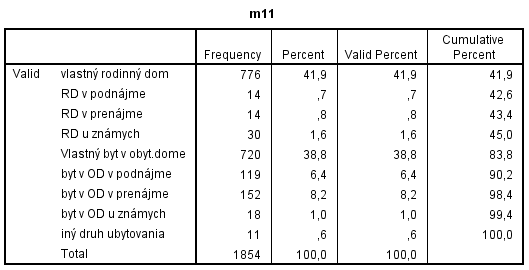 m11
Frequency Percent Valid Percent Cumulative Percent
Valid vlastný rodinný dom 776 41,9 41,9 41,9
RD v podnájme 14 ,7 ,7 42,6
RD v prenájme 14 ,8 ,8 43,4
RD u známych 30 1,6 1,6 45,0
Vlastný byt v obyt.dome 720 38,8 38,8 83,8
byt v OD v podnájme 119 6,4 6,4 90,2
byt v OD v prenájme 152 8,2 8,2 98,4
byt v OD u známych 18 1,0 1,0 99,4
iný druh ubytovania 11 ,6 ,6 100,0
Total 1854 100,0 100,0